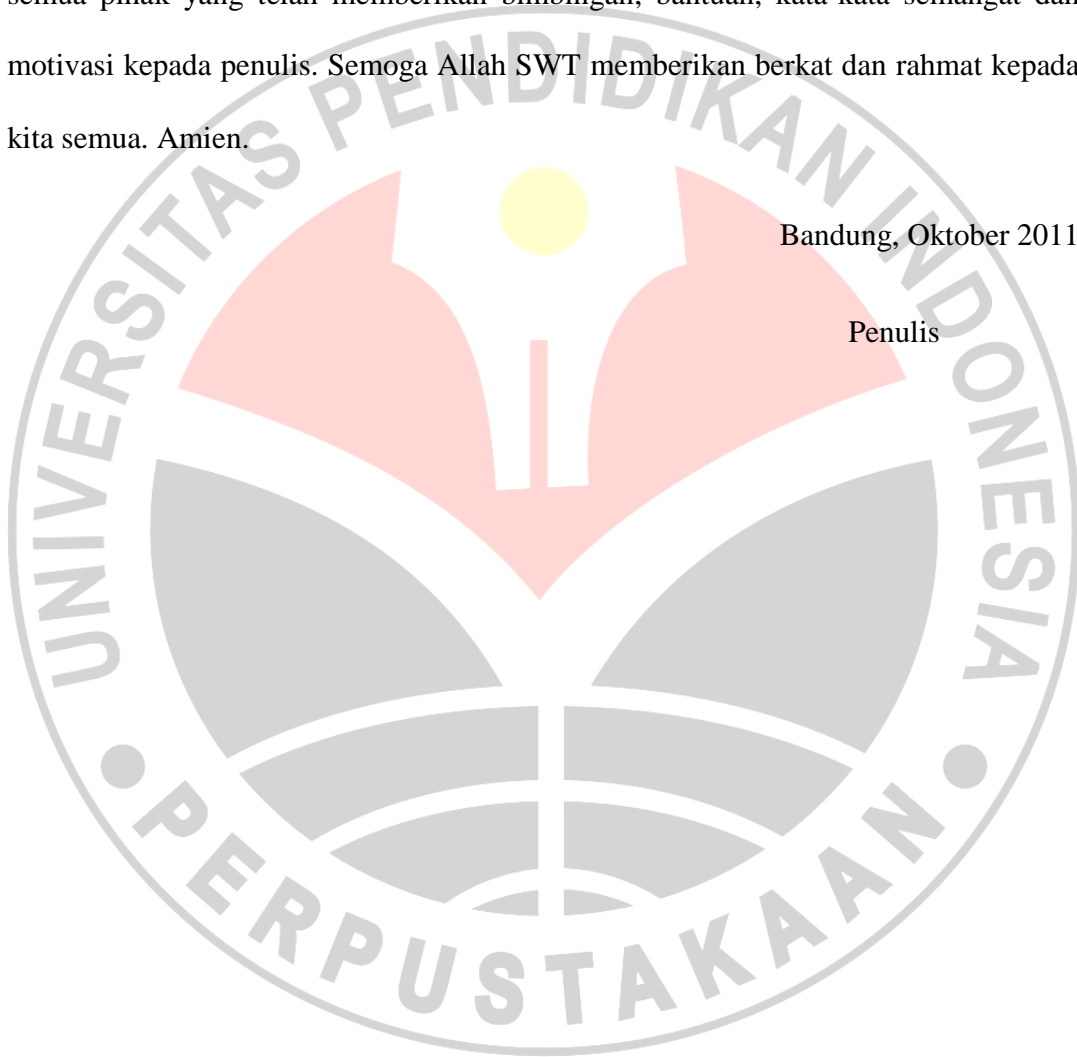 semua pihak yang telah memberikan bimbingan, bantuan, kata-kata semangat dan
motivasi kepada penulis. Semoga Allah SWT memberikan berkat dan rahmat kepada
kita semua. Amien.
Bandung, Oktober 2011
Penulis
UNIVERSITAS PENDIDIKAN INDONESIA
PERPUSTAKAAN